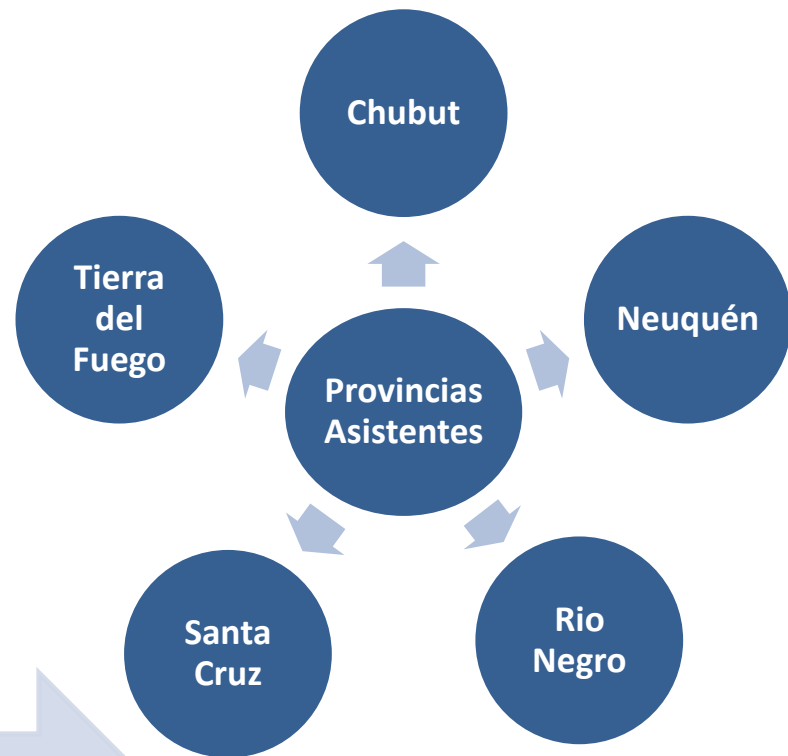 Chubut
Tierra
del
Fuego
Neuquén
Provincias
Asistentes
Santa
Cruz
Rio
Negro